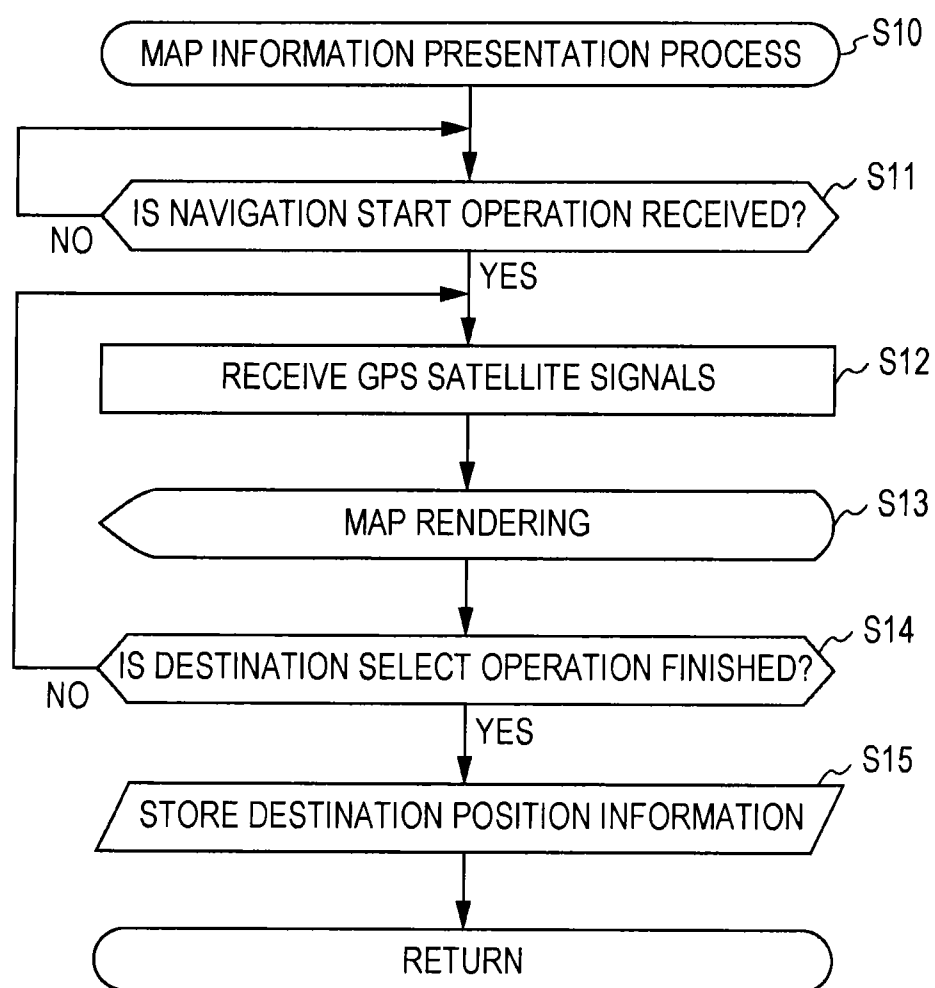 MAP INFORMATION PRESENTATION PROCESS
S10
IS NAVIGATION START OPERATION RECEIVED?
S11
NO
YES
RECEIVE GPS SATELLITE SIGNALS
S12
MAP RENDERING
S13
IS DESTINATION SELECT OPERATION FINISHED?
S14
NO
YES
STORE DESTINATION POSITION INFORMATION
S15
RETURN